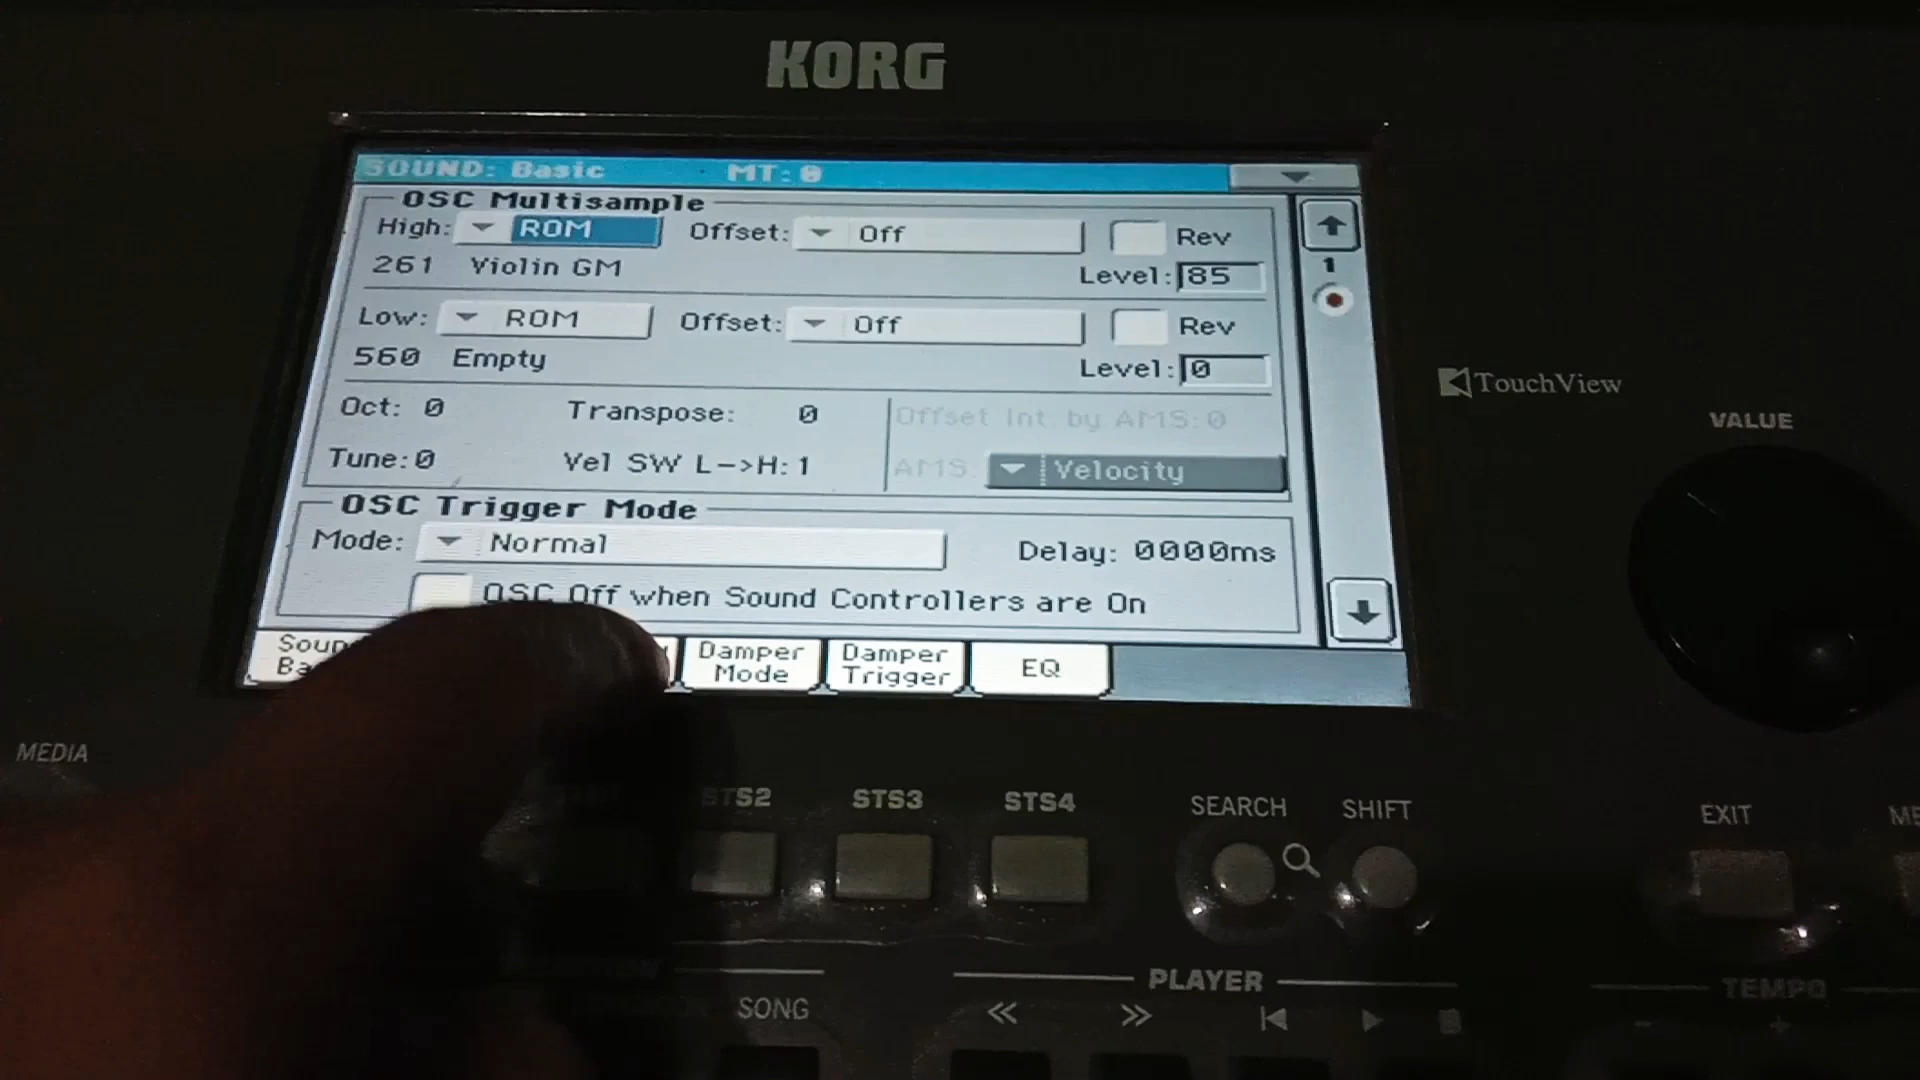 KORG
SOUND: Basic MT: 0
OSC Multisample
High: ROM Offset: Off Rev
261 Violin GM Level: 85
1
Low: ROM Offset: Off Rev
560 Empty Level: 0
Oct: 0 Transpose: 0 Offset Int. by AMS: 0
Tune: 0 Vel SW L->H: 1 AMS: Velocity
OSC Trigger Mode
Mode: Normal Delay: 0000ms
OSC Off when Sound Controllers are On
Damper Mode
Damper Trigger
EQ
TouchView
VALUE
MEDIA
STS2 STS3 STS4 SEARCH SHIFT EXIT
PLAYER
TEMPO
SONG